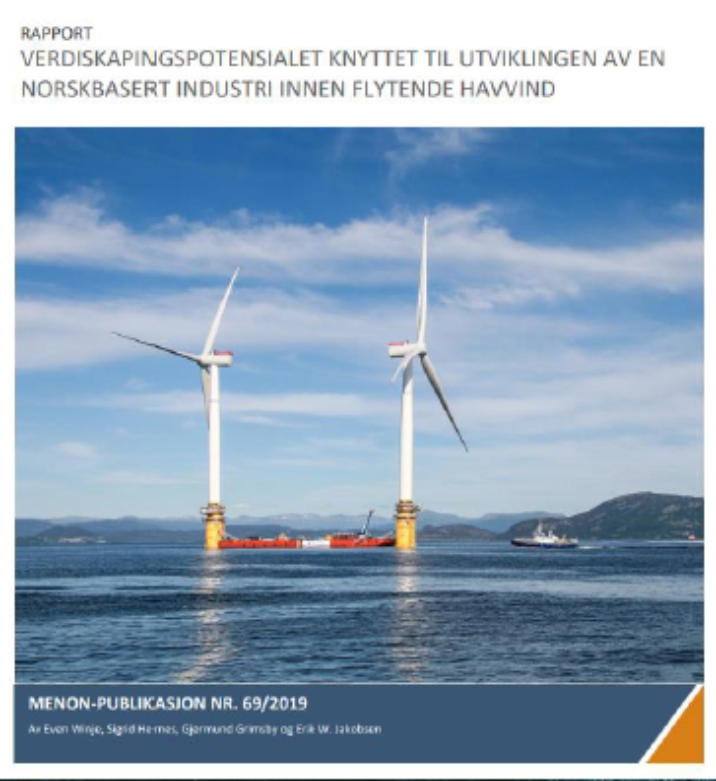 RAPPORT
VERDISKAPINGSPOTENSIALET KNYTTET TIL UTVIKLINGEN AV EN
NORSKBASERT INDUSTRI INNEN FLYTENDE HAVVIND
MENON-PUBLIKASJON NR. 69/2019
Av Even Winje, Sigrid Hernes, Gjermund Grimsby og Erik W. Jakobsen